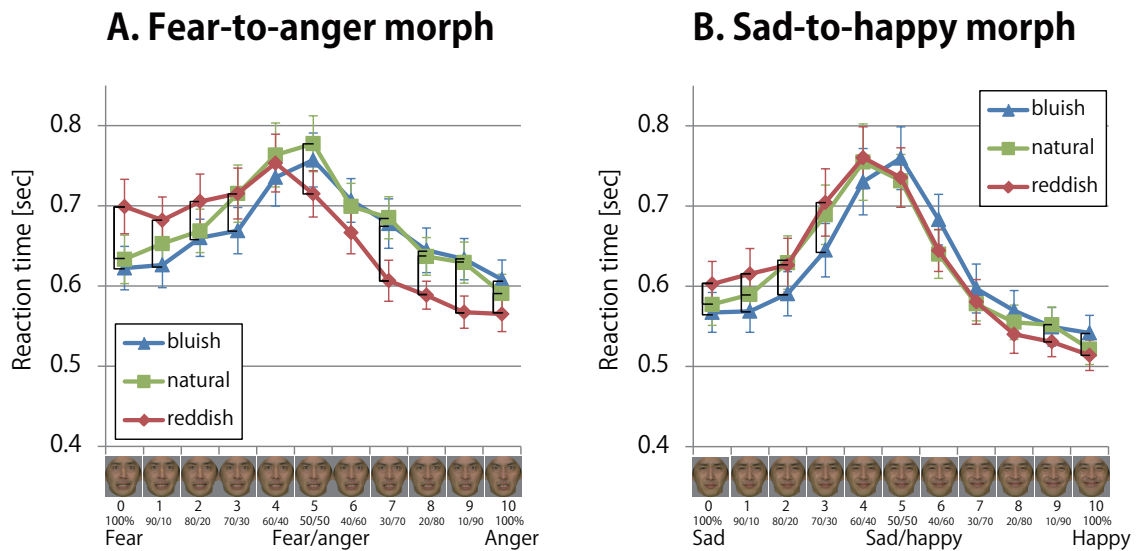 A. Fear-to-anger morph
Reaction time [sec]
0.8
0.7
0.6
0.5
0.4
bluish
natural
reddish
0 1 2 3 4 5 6 7 8 9 10
100% 90/10 80/20 70/30 60/40 50/50 40/60 30/70 20/80 10/90 100%
Fear Fear/anger Anger
B. Sad-to-happy morph
Reaction time [sec]
0.8
0.7
0.6
0.5
0.4
bluish
natural
reddish
0 1 2 3 4 5 6 7 8 9 10
100% 90/10 80/20 70/30 60/40 50/50 40/60 30/70 20/80 10/90 100%
Sad Sad/happy Happy